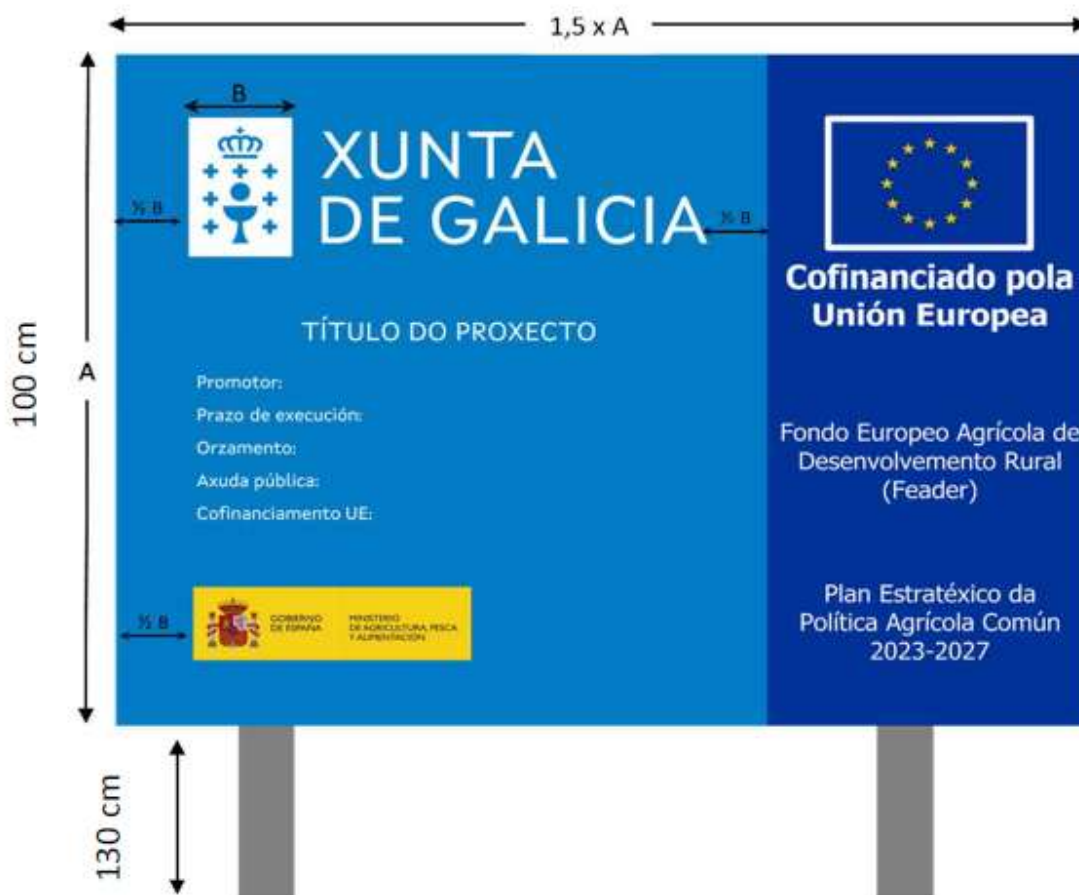 1,5 x A
B
XUNTA
DE GALICIA
½ B
½ B
Cofinanciado pola
Unión Europea
TÍTULO DO PROXECTO
100 cm
A
Promotor:
Prazo de execución:
Orzamento:
Axuda pública:
Cofinanciamento UE:
Fondo Europeo Agrícola de
Desenvolvemento Rural
(Feader)
½ B
GOBIERNO
DE ESPAÑA
MINISTERIO
DE AGRICULTURA, PESCA
Y ALIMENTACIÓN
Plan Estratéxico da
Política Agrícola Común
2023-2027
130 cm